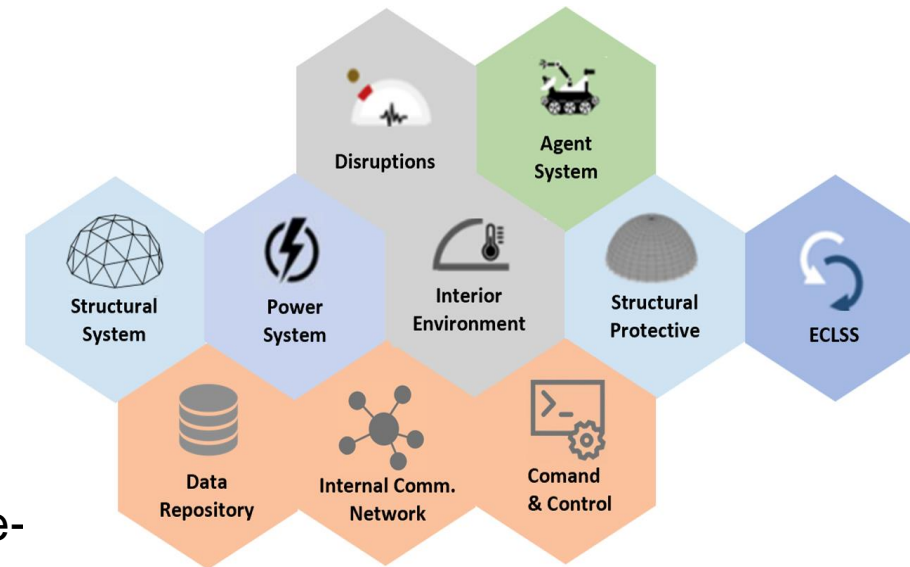 Disruptions
Agent
System
Structural
System
Power
System
Interior
Environment
Structural
Protective
ECLSS
Data
Repository
Internal Comm.
Network
Comand
& Control
e-